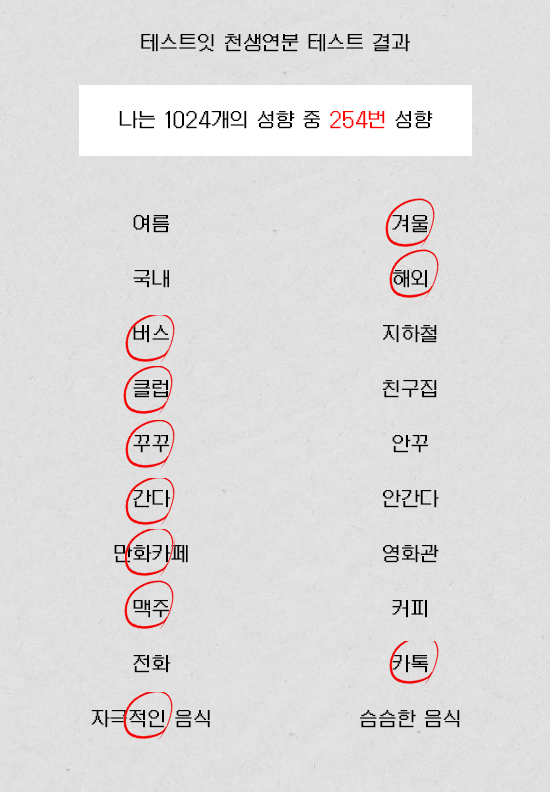 테스트잇 천생연분 테스트 결과
나는 1024개의 성향 중 254번 성향
여름 겨울
국내 해외
버스 지하철
클럽 친구집
꾸꾸 안꾸
간다 안간다
만화카페 영화관
맥주 커피
전화 카톡
자극적인 음식 슴슴한 음식